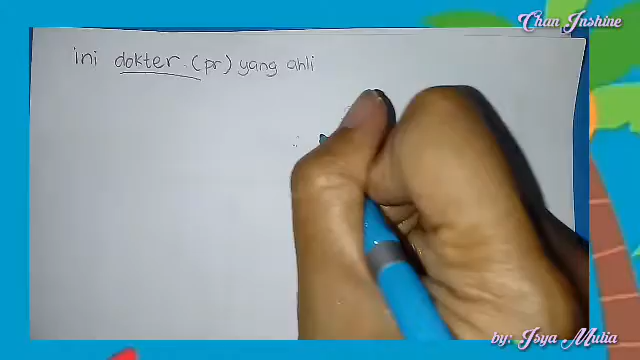 Chan Inshine
ini dokter (pr) yang ahli
by: Isya Mulia